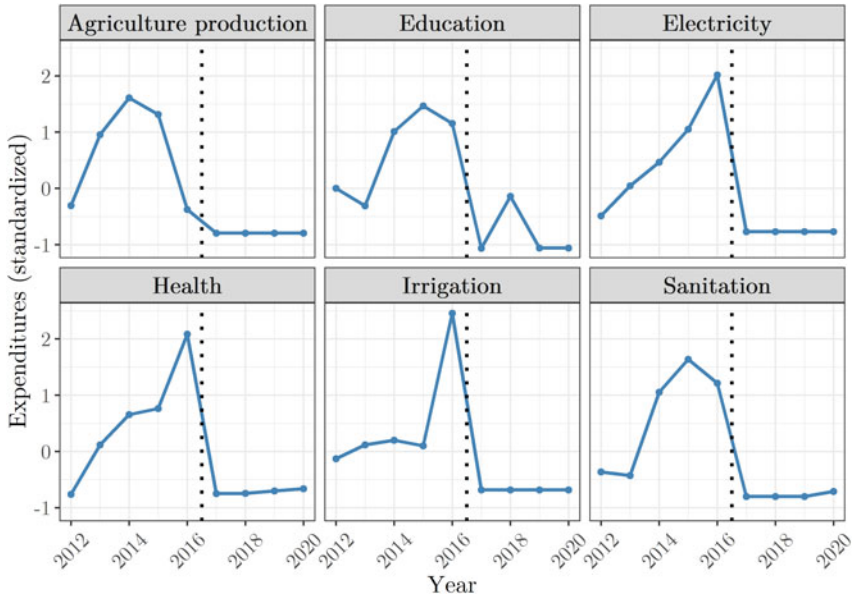 Agriculture production Education Electricity
2
1
0
-1
Health Irrigation Sanitation
2
1
0
-1
Expenditures (standardized)
2012 2014 2016 2018 2020 2012 2014 2016 2018 2020 2012 2014 2016 2018 2020
Year